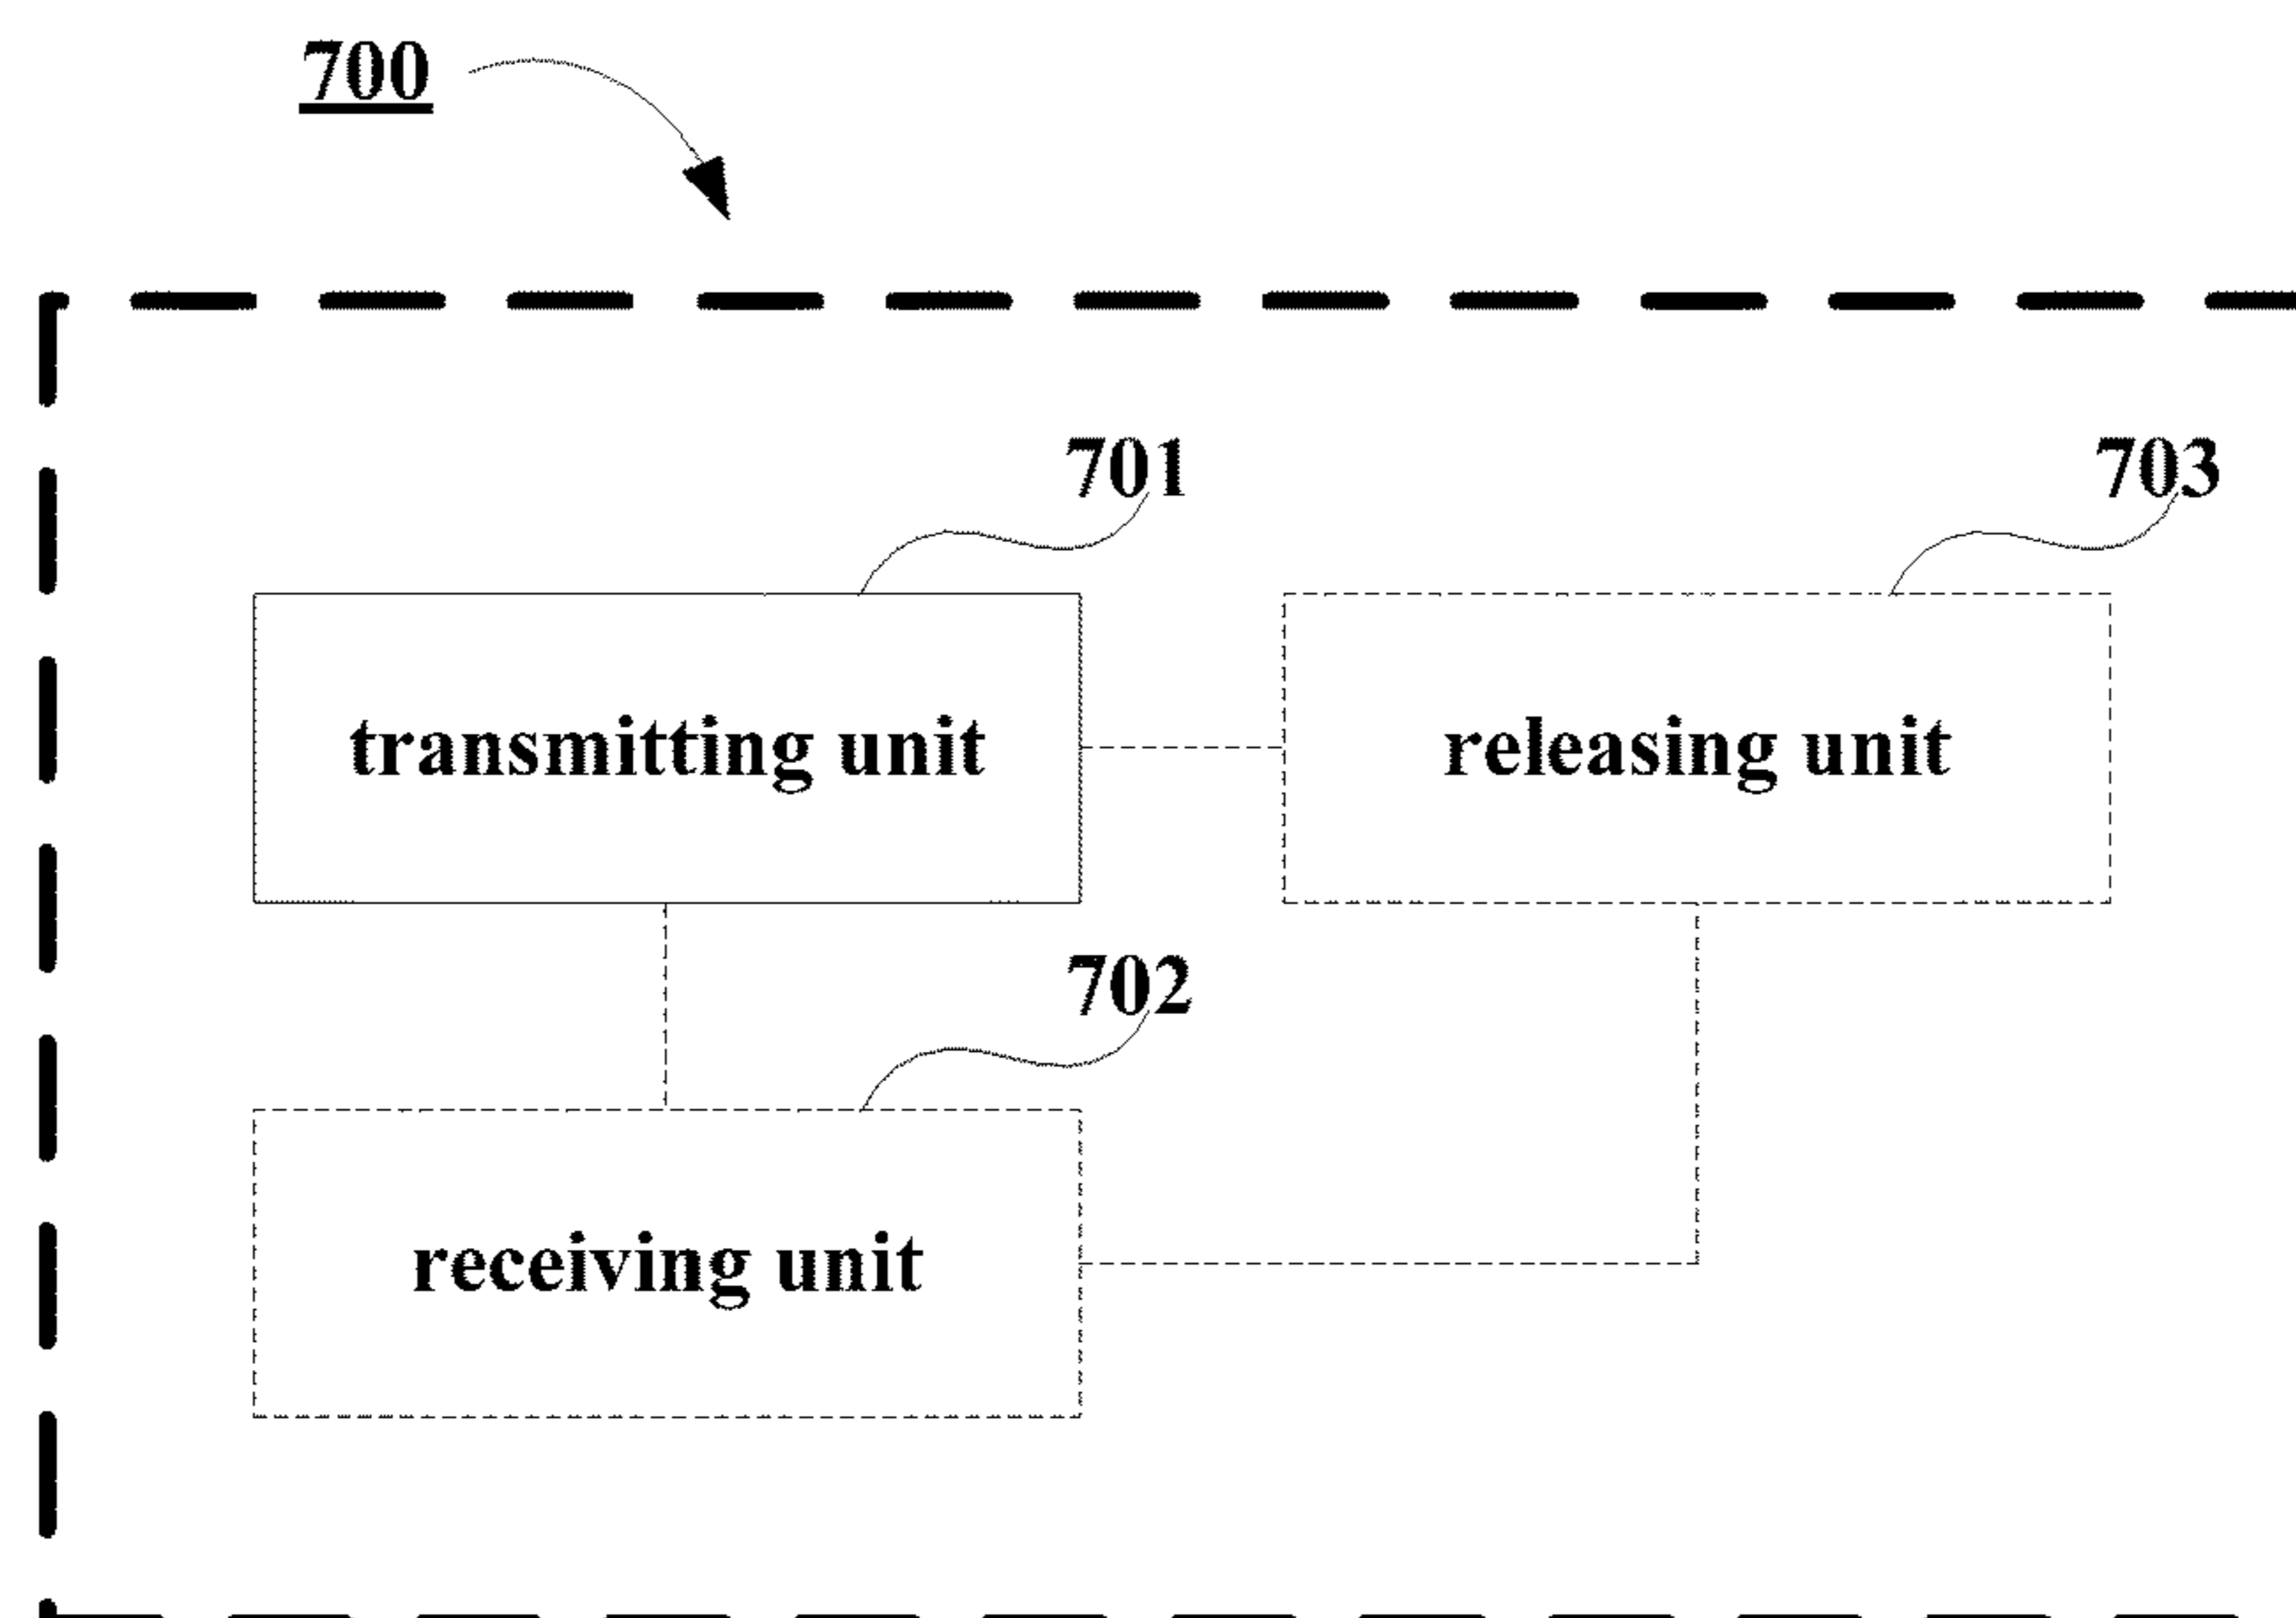 700
701
703
transmitting unit
releasing unit
702
receiving unit